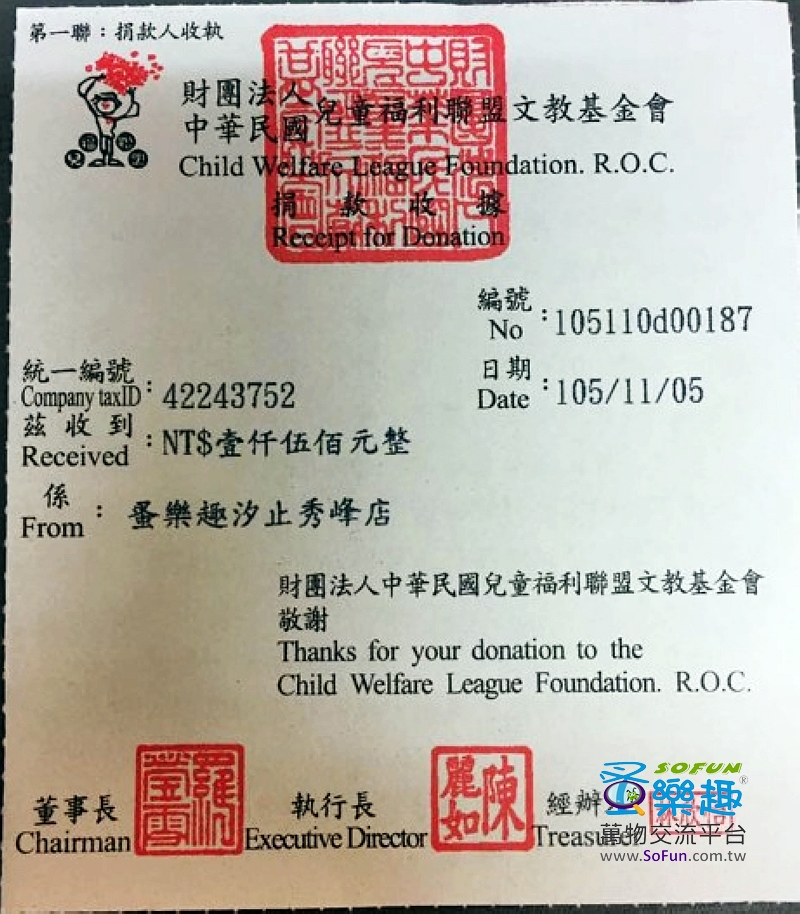 第一聯：捐款人收執
財團法人
中華民國
兒童福利聯盟文教基金會
Child Welfare League Foundation. R.O.C.
捐款收據
Receipt for Donation
編號
No
：105110d00187
統一編號
Company taxID
：42243752
日期
Date
：105/11/05
茲收到
Received
：NT$壹仟伍佰元整
係
From
：蚤樂趣汐止秀峰店
財團法人中華民國兒童福利聯盟文教基金會
敬謝
Thanks for your donation to the
Child Welfare League Foundation. R.O.C.
董事長
Chairman
執行長
Executive Director
陳麗如
經辦
Treasurer
SOFUN
蚤樂趣®
萬物交流平台
www.SoFun.com.tw